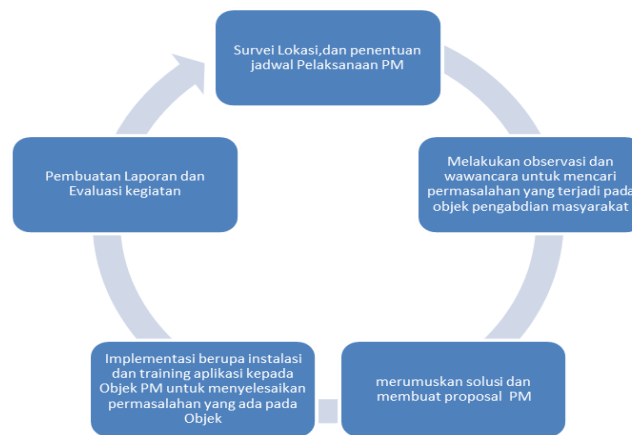 Survei Lokasi,dan penentuan
jadwal Pelaksanaan PM
Melakukan observasi dan
wawancara untuk mencari
permasalahan yang terjadi pada
objek pengabdian masyarakat
merumuskan solusi dan
membuat proposal PM
Implementasi berupa instalasi
dan training aplikasi kepada
Objek PM untuk menyelesaikan
permasalahan yang ada pada
Objek
Pembuatan Laporan dan
Evaluasi kegiatan